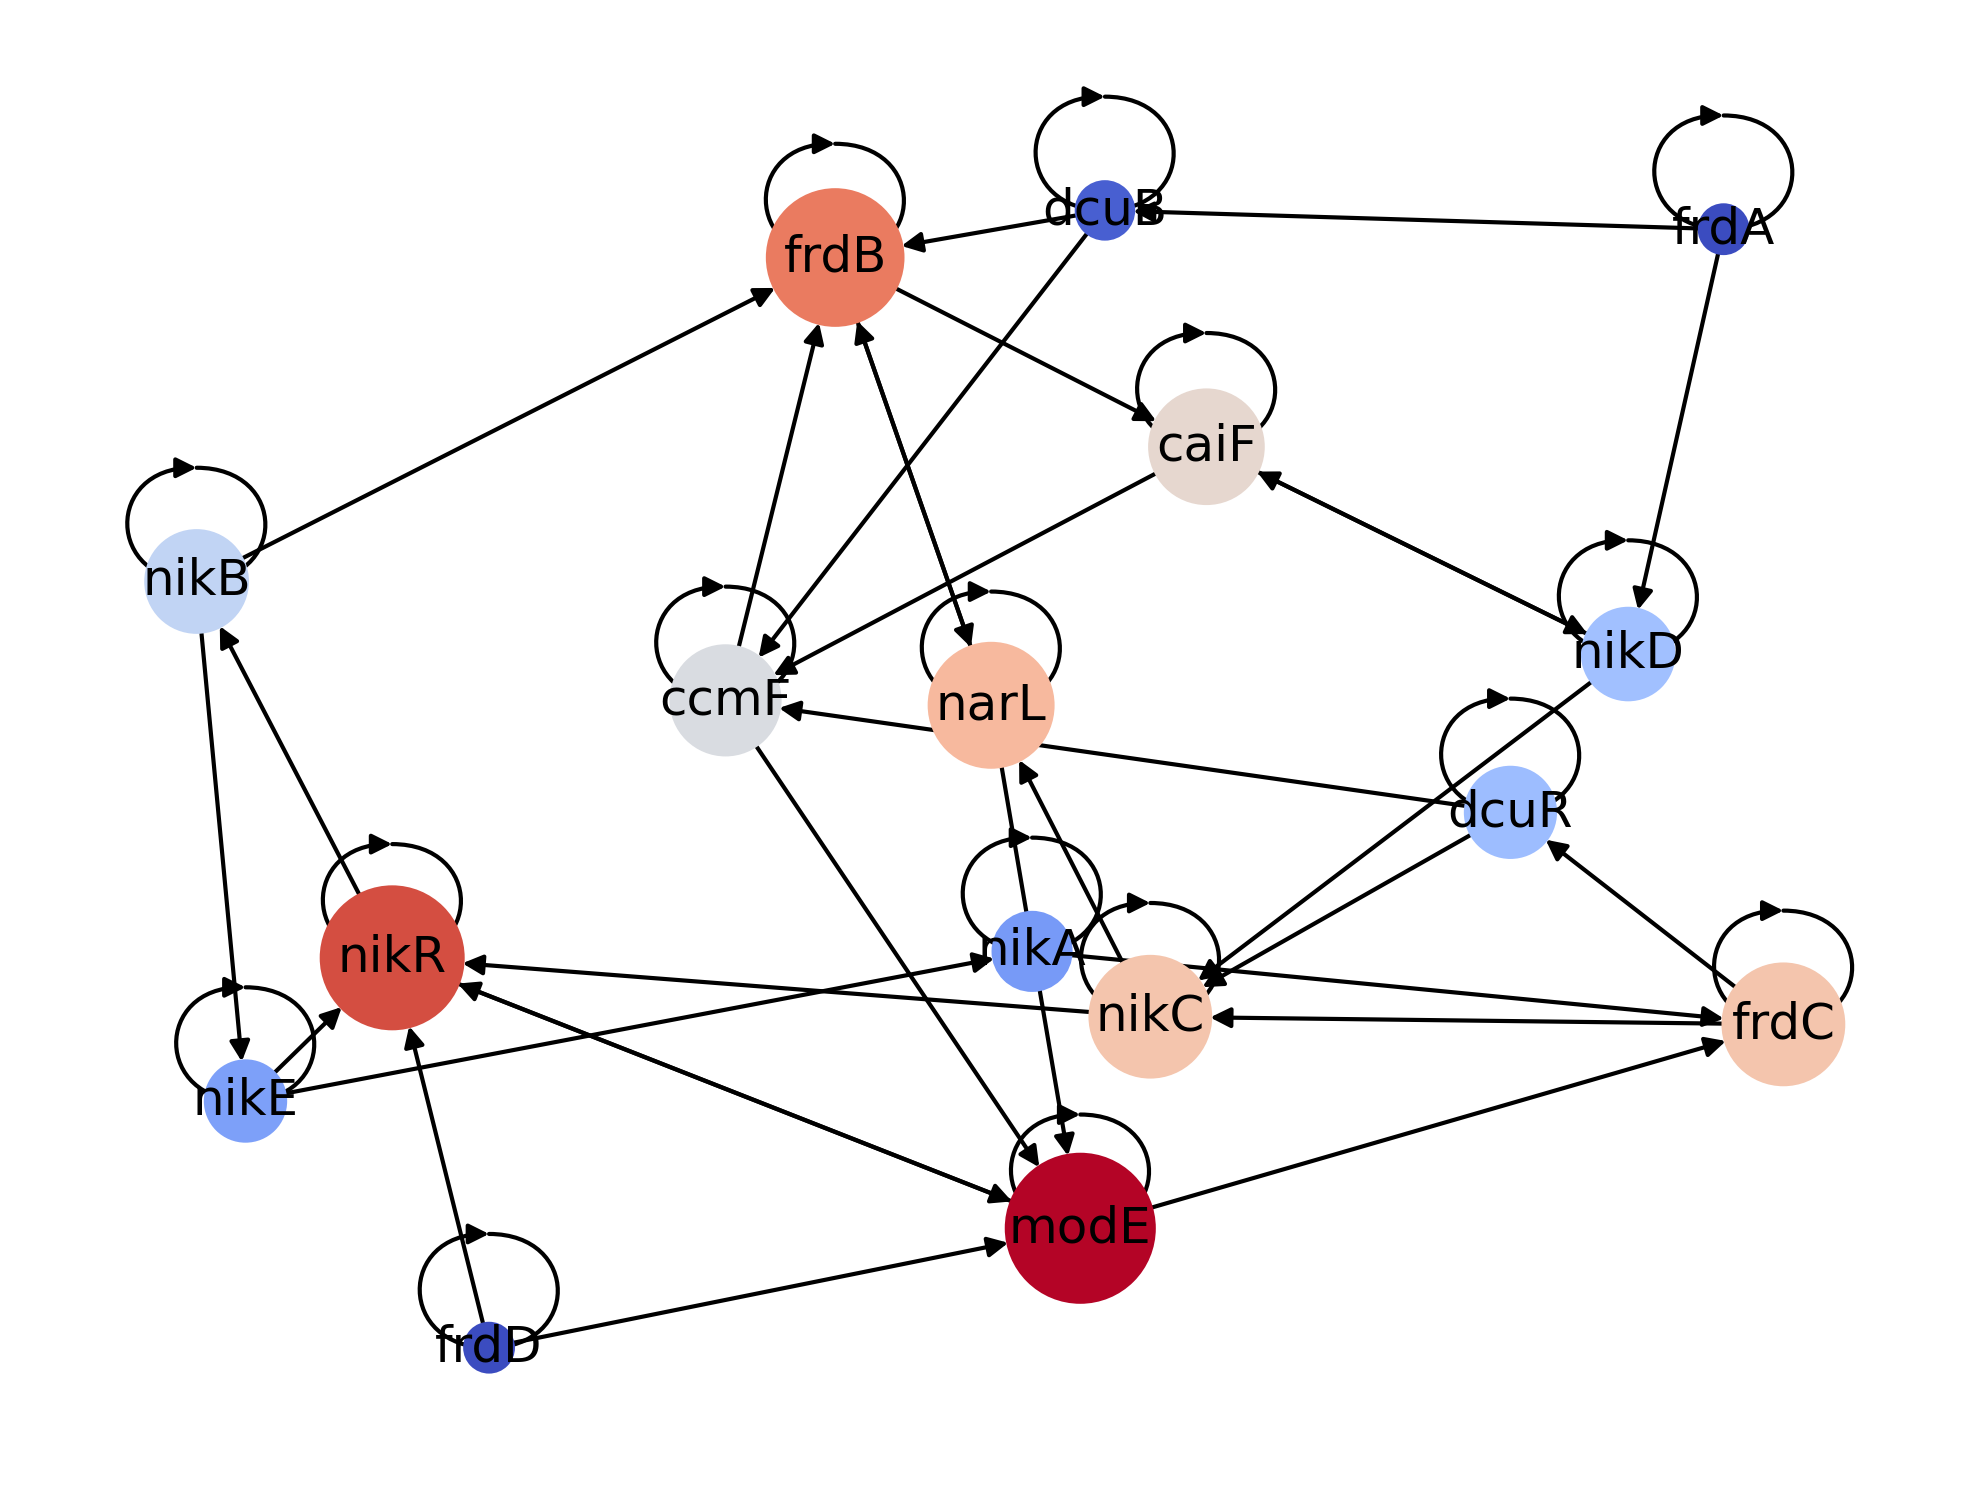 dcuB
frdA
frdB
caiF
nikB
nikD
ccmF
narL
dcuR
nikR
nikA
nikC
frdC
nikE
modE
frdD